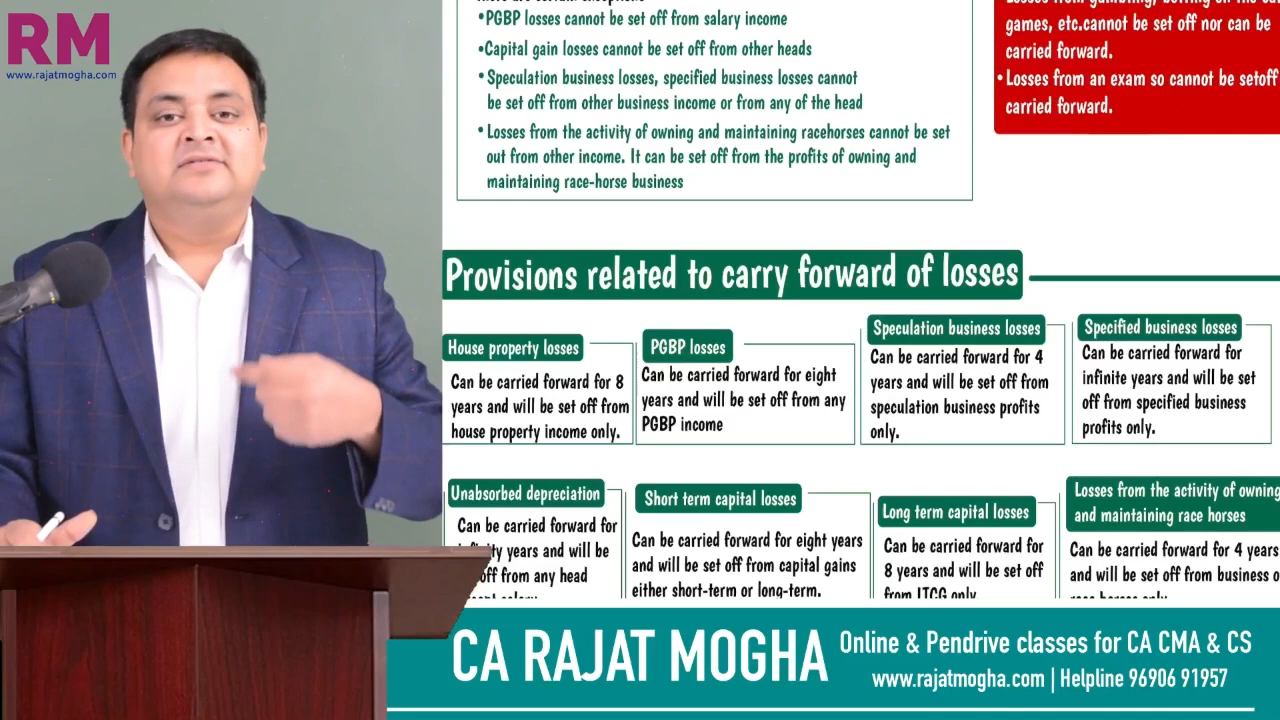 RM
www.rajatmogha.com
•PGBP losses cannot be set off from salary income
•Capital gain losses cannot be set off from other heads
•Speculation business losses, specified business losses cannot
be set off from other business income or from any of the head
•Losses from the activity of owning and maintaining racehorses cannot be set
out from other income. It can be set off from the profits of owning and
maintaining race-horse business
games, etc.cannot be set off nor can be
carried forward.
•Losses from an exam so cannot be setoff
carried forward.
Provisions related to carry forward of losses
House property losses
Can be carried forward for 8
years and will be set off from
house property income only.
PGBP losses
Can be carried forward for eight
years and will be set off from any
PGBP income
Speculation business losses
Can be carried forward for 4
years and will be set off from
speculation business profits
only.
Specified business losses
Can be carried forward for
infinite years and will be set
off from specified business
profits only.
Unabsorbed depreciation
Can be carried forward for
years and will be
off from any head
Short term capital losses
Can be carried forward for eight years
and will be set off from capital gains
either short-term or long-term.
Long term capital losses
Can be carried forward for
8 years and will be set off
from LTCG only
Losses from the activity of owning
and maintaining race horses
Can be carried forward for 4 years
and will be set off from business o
CA RAJAT MOGHA
Online & Pendrive classes for CA CMA & CS
www.rajatmogha.com | Helpline 96906 91957